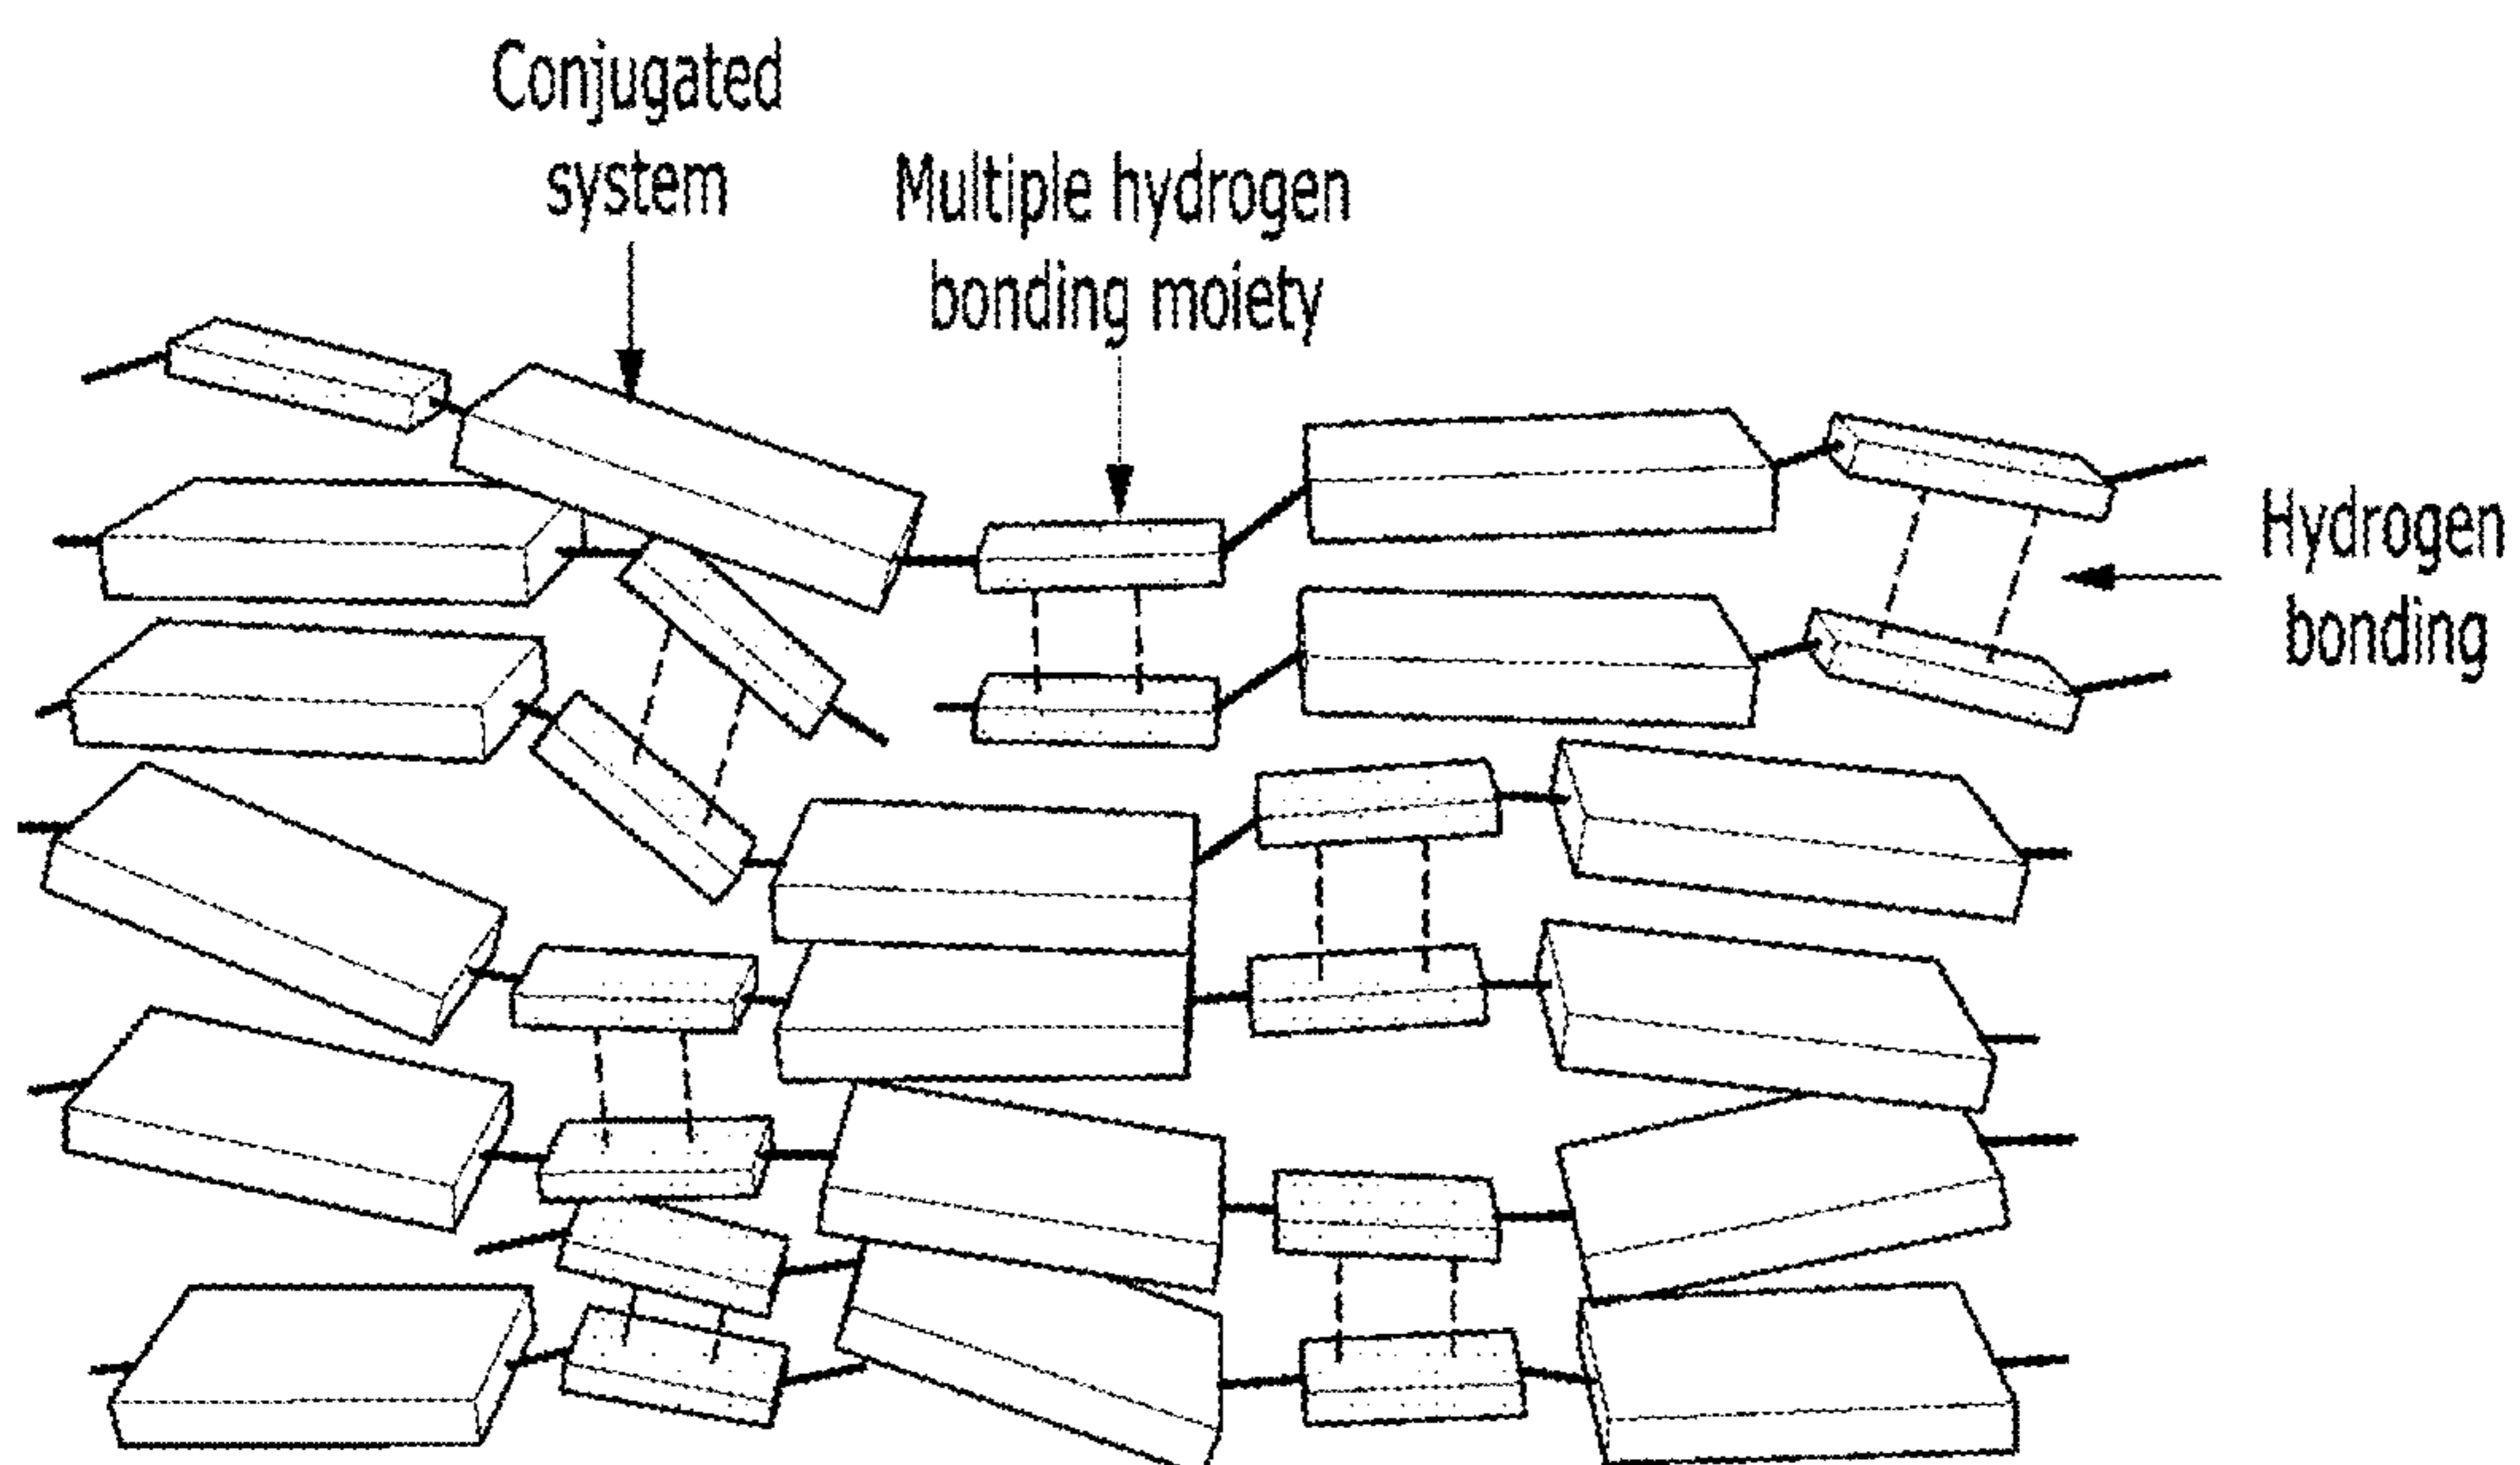 Conjugated
system
Multiple hydrogen
bonding moiety
Hydrogen
bonding